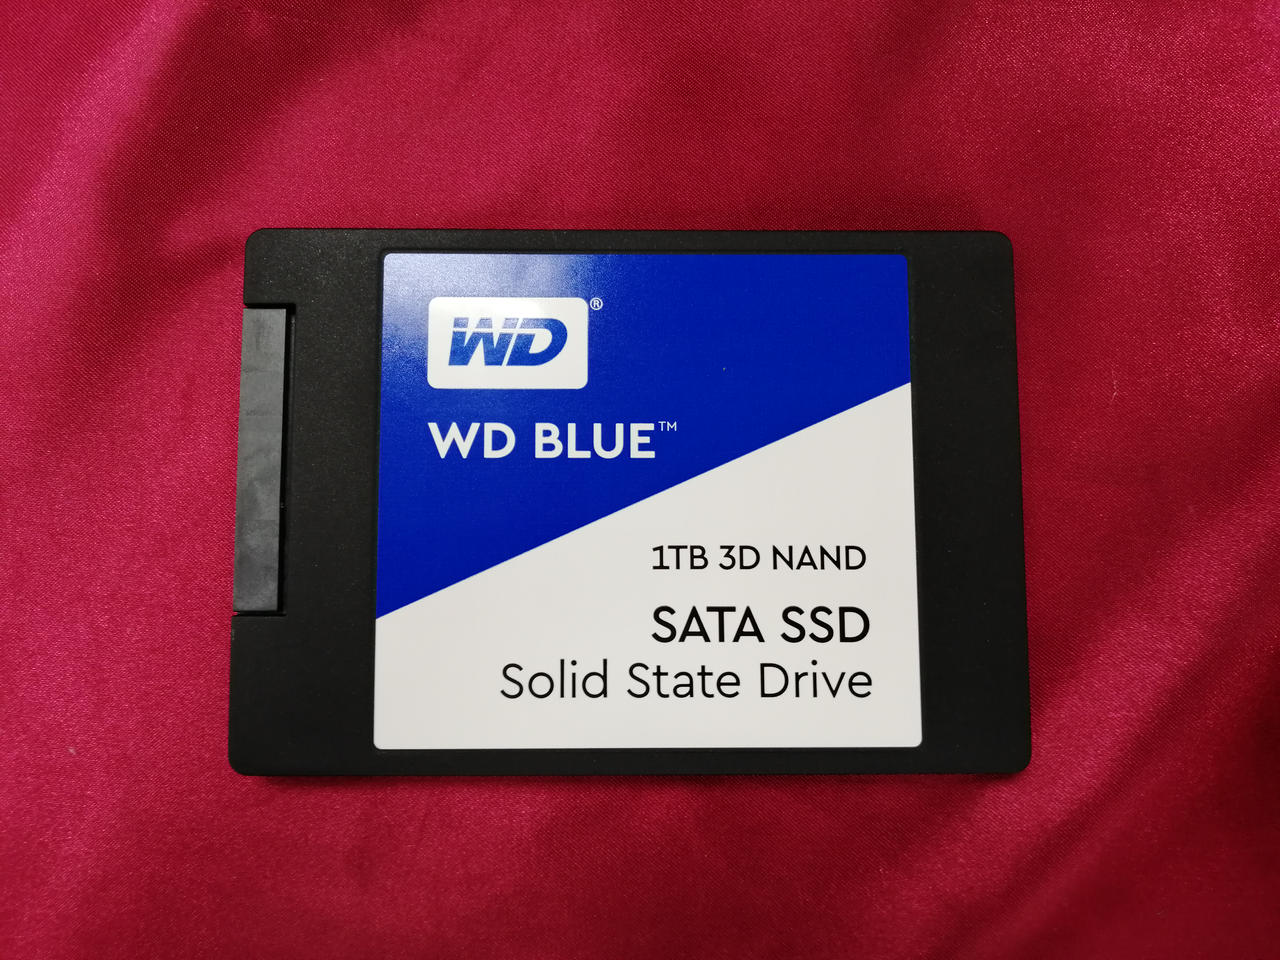 WD®
WD BLUE™
1TB 3D NAND
SATA SSD
Solid State Drive